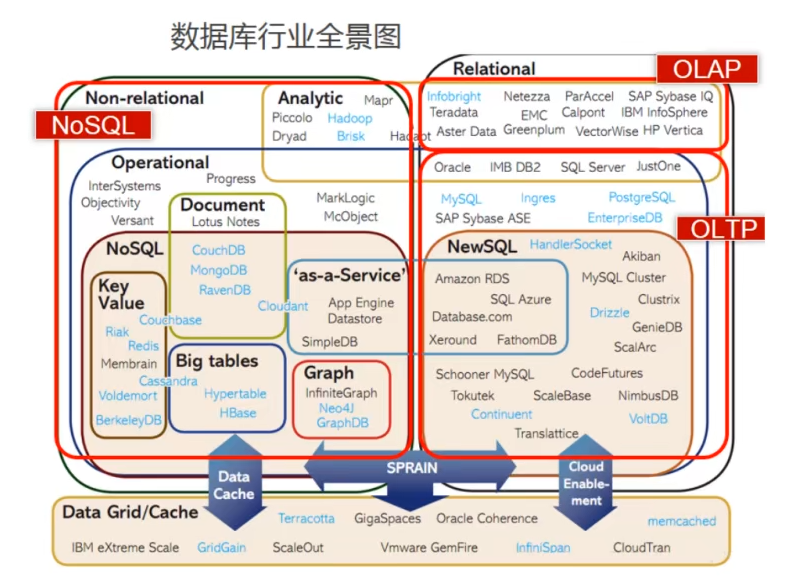 数据库行业全景图
Relational
OLAP
Non-relational
Analytic
Mapr
Infobright
Netezza
ParAccel
SAP Sybase IQ
NoSQL
Piccolo
Hadoop
Teradata
EMC
Calpont
IBM InfoSphere
Dryad
Brisk
Hadapt
Aster Data
Greenplum
VectorWise
HP Vertica
Operational
Oracle
IMB DB2
SQL Server
JustOne
InterSystems
Progress
Objectivity
Versant
Document
Lotus Notes
MarkLogic
McObject
MySQL
Ingres
PostgreSQL
SAP Sybase ASE
EnterpriseDB
OLTP
NoSQL
CouchDB
MongoDB
RavenDB
Cloudant
NewSQL
HandlerSocket
Akiban
'as-a-Service'
App Engine
Datastore
SimpleDB
Amazon RDS
SQL Azure
Database.com
Xeround
FathomDB
MySQL Cluster
Clustrix
Drizzle
GenieDB
ScalArc
Key
Value
Couchbase
Riak
Redis
Membrain
Cassandra
Voldemort
BerkeleyDB
Big tables
Hypertable
HBase
Graph
InfiniteGraph
Neo4J
GraphDB
Schooner MySQL
CodeFutures
Tokutek
ScaleBase
NimbusDB
Continuent
VoltDB
Translattice
Data
Cache
SPRAIN
Cloud
Enable-
ment
Data Grid/Cache
Terracotta
GigaSpaces
Oracle Coherence
memcached
IBM eXtreme Scale
GridGain
ScaleOut
Vmware GemFire
InfiniSpan
CloudTran